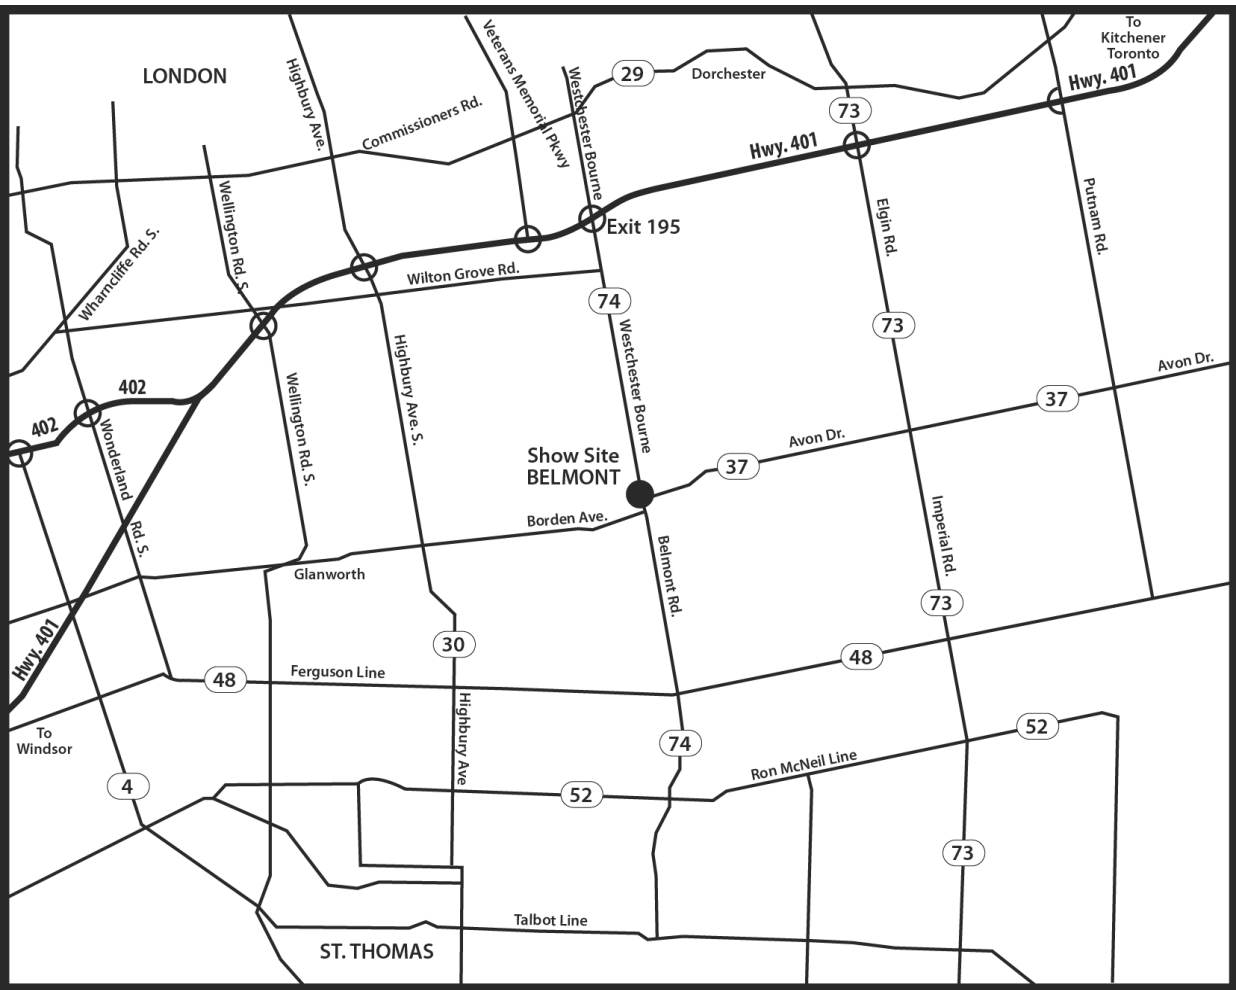 To
Kitchener
Toronto
LONDON
Highbury Ave.
Veterans Memorial Pkwy
Westchester Bourne
29
Dorchester
Hwy. 401
73
Commissioners Rd.
Hwy. 401
Wellington Rd. S.
Elgin Rd.
Putnam Rd.
Exit 195
Wharncliffe Rd. S.
Wilton Grove Rd.
74
73
Westchester Bourne
Highbury Ave. S.
Avon Dr.
402
Wellington Rd. S.
37
402
Wonderland
Rd. S.
Avon Dr.
Show Site
BELMONT
37
Borden Ave.
Imperial Rd.
Belmont Rd.
Glanworth
73
Hwy. 401
30
48
Ferguson Line
48
Highbury Ave
To
Windsor
74
52
Ron McNeil Line
4
52
73
Talbot Line
ST. THOMAS